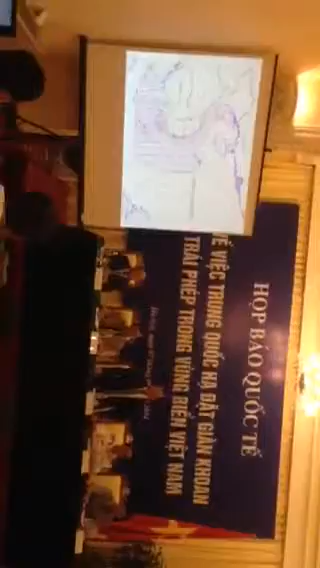 HỌP BÁO QUỐC TẾ
VỀ VIỆC TRUNG QUỐC HẠ ĐẶT GIÀN KHOAN
TRÁI PHÉP TRONG VÙNG BIỂN VIỆT NAM